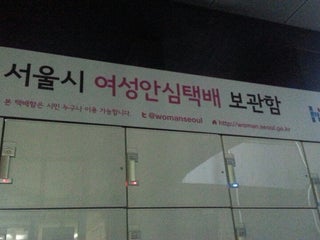 서울시 여성안심택배 보관함
본 택배함은 시민 누구나 이용 가능합니다. t@womanseoul http://woman.seoul.go.kr